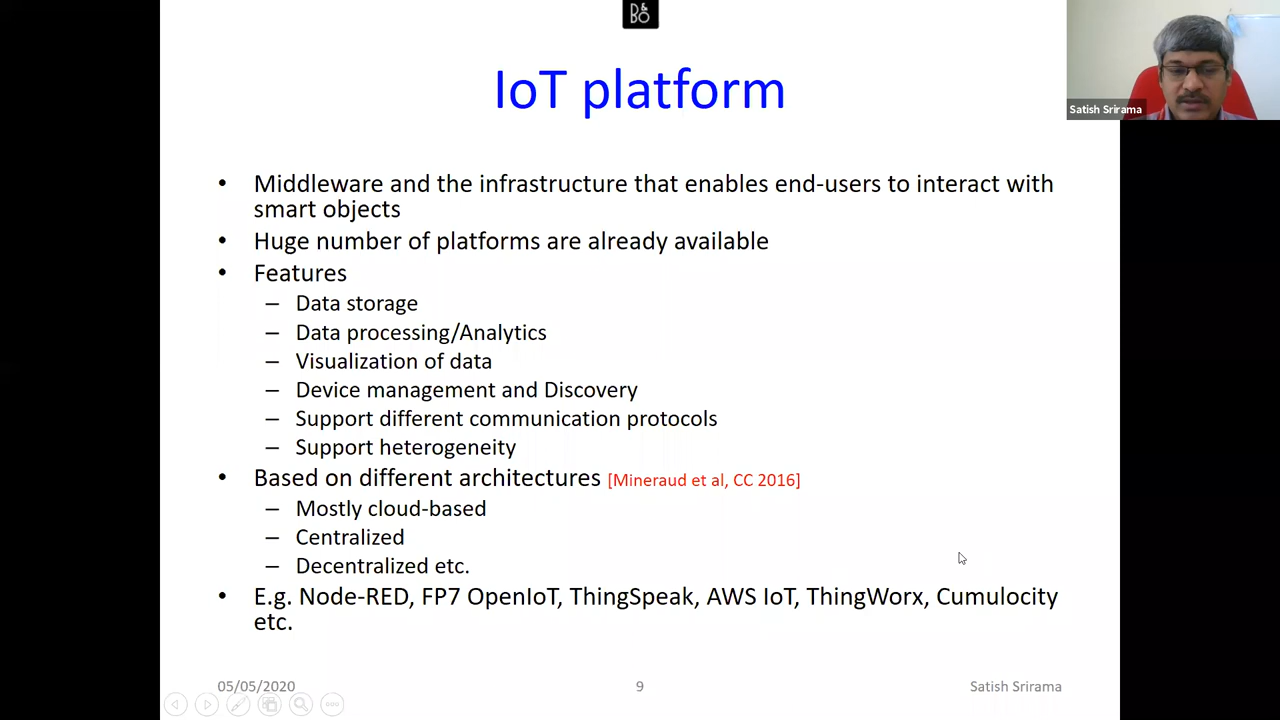 B&O
IoT platform
Satish Srirama
• Middleware and the infrastructure that enables end-users to interact with
smart objects
• Huge number of platforms are already available
• Features
– Data storage
– Data processing/Analytics
– Visualization of data
– Device management and Discovery
– Support different communication protocols
– Support heterogeneity
• Based on different architectures [Mineraud et al, CC 2016]
– Mostly cloud-based
– Centralized
– Decentralized etc.
• E.g. Node-RED, FP7 OpenIoT, ThingSpeak, AWS IoT, ThingWorx, Cumulocity
etc.
05/05/2020 9 Satish Srirama